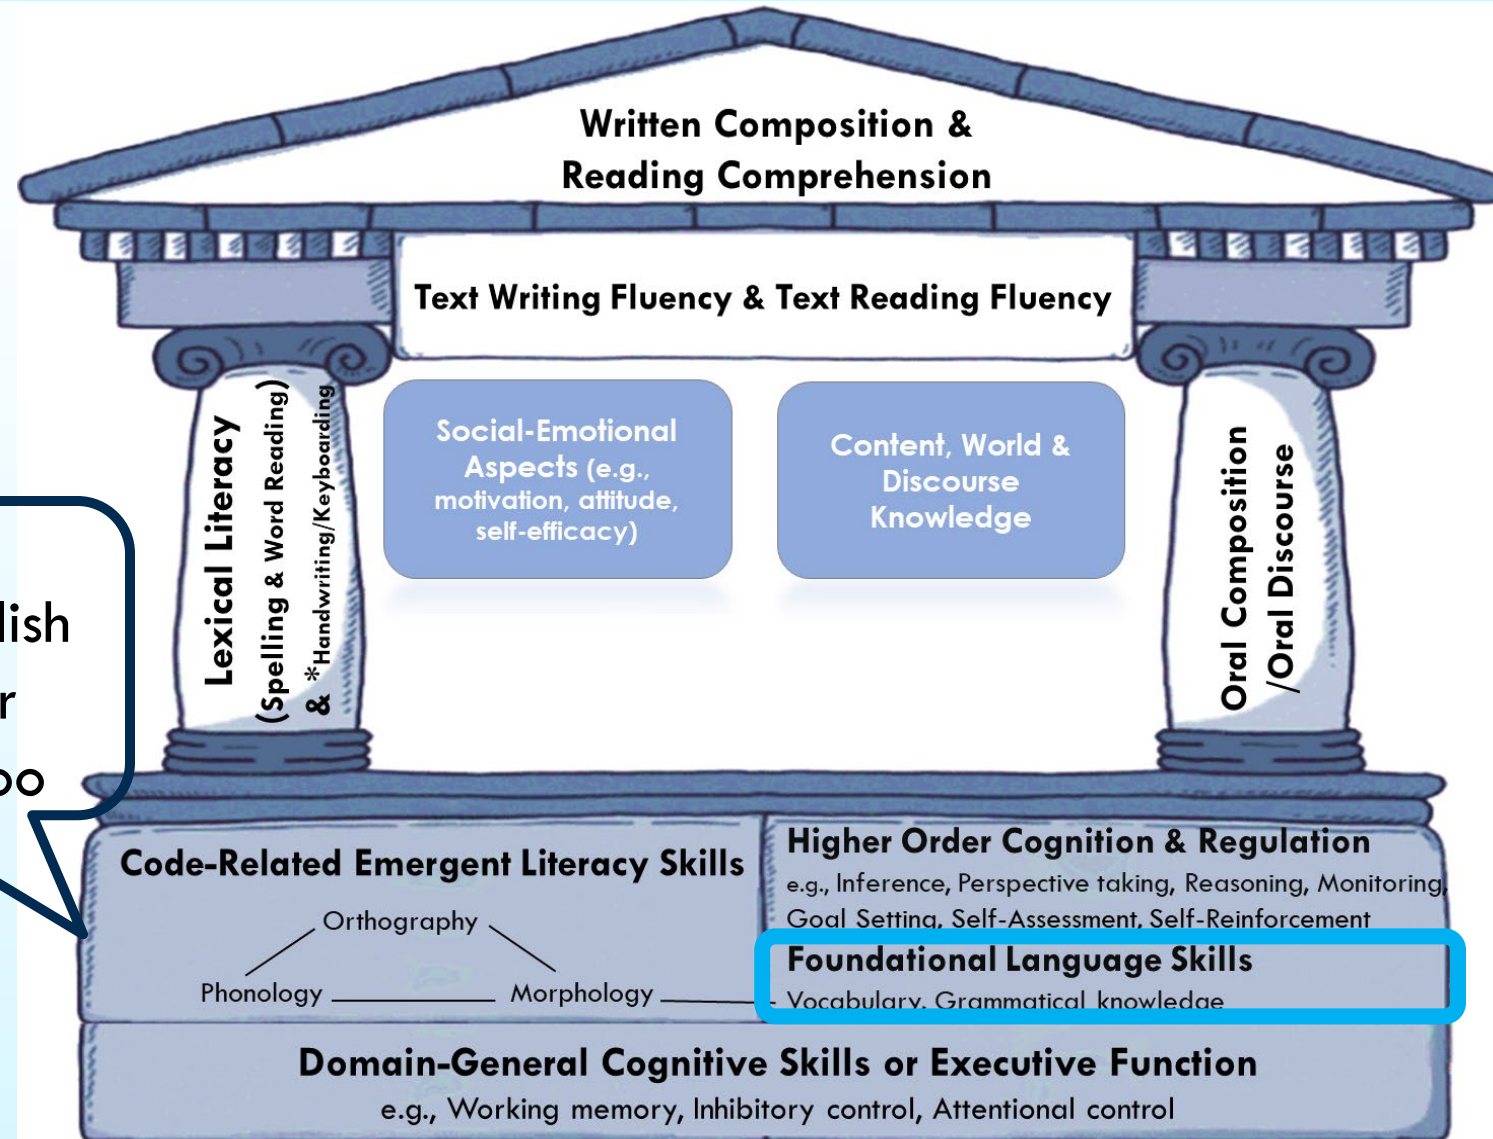 Written Composition &
Reading Comprehension
Text Writing Fluency & Text Reading Fluency
Lexical Literacy
(Spelling & Word Reading)
& *Handwriting/Keyboarding
Social-Emotional
Aspects (e.g.,
motivation, attitude,
self-efficacy)
Content, World &
Discourse
Knowledge
Oral Composition
/Oral Discourse
Code-Related Emergent Literacy Skills
Orthography
Phonology
Morphology
Higher Order Cognition & Regulation
e.g., Inference, Perspective taking, Reasoning, Monitoring,
Goal Setting, Self-Assessment, Self-Reinforcement
Foundational Language Skills
Vocabulary, Grammatical knowledge
Domain-General Cognitive Skills or Executive Function
e.g., Working memory, Inhibitory control, Attentional control